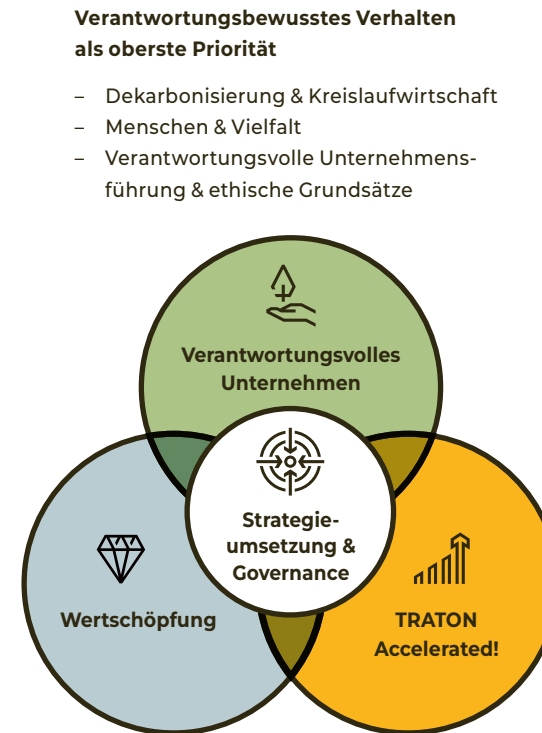 Verantwortungsbewusstes Verhalten
als oberste Priorität
– Dekarbonisierung & Kreislaufwirtschaft
– Menschen & Vielfalt
– Verantwortungsvolle Unternehmens-
führung & ethische Grundsätze
Verantwortungsvolles
Unternehmen
Strategie-
umsetzung &
Governance
Wertschöpfung
TRATON
Accelerated!